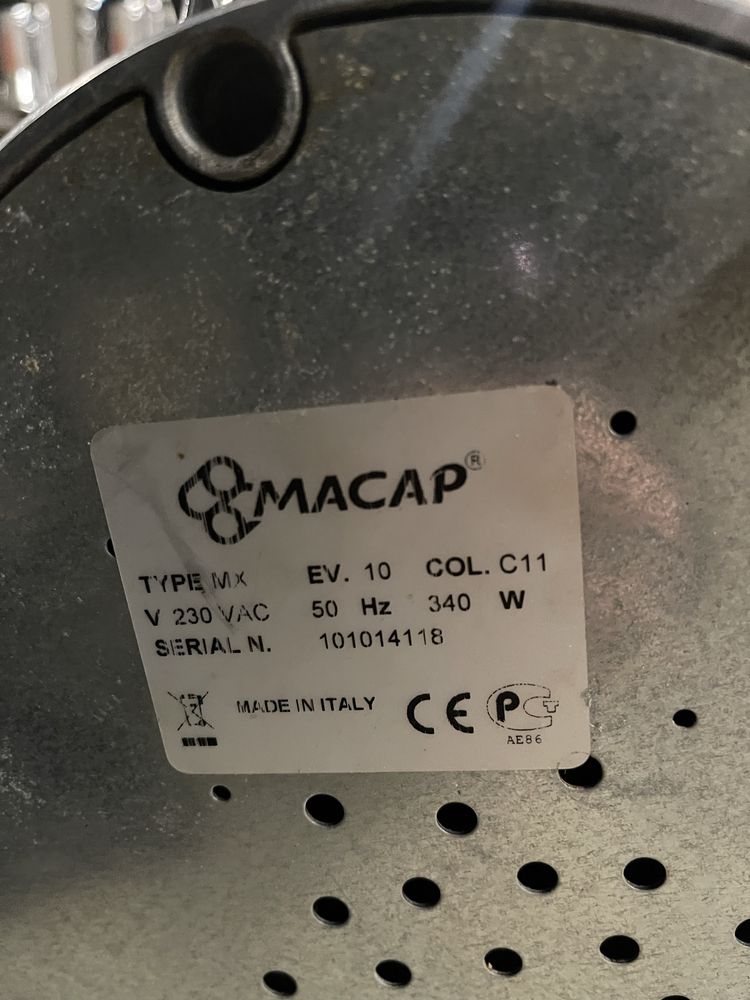 MACAP®
TYPE MX EV. 10 COL. C11
V 230 VAC 50 Hz 340 W
SERIAL N. 101014118
MADE IN ITALY CE PCT
AE86